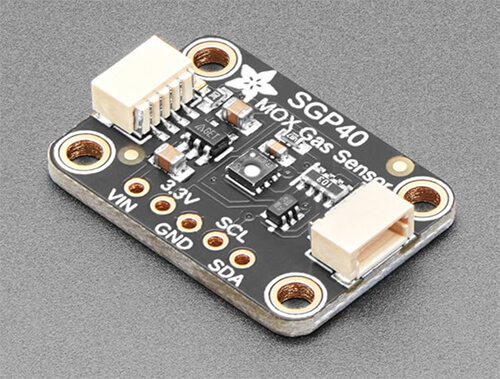 SGP40
MOX Gas Sensor
VIN
3.3V
GND
SCL
SDA